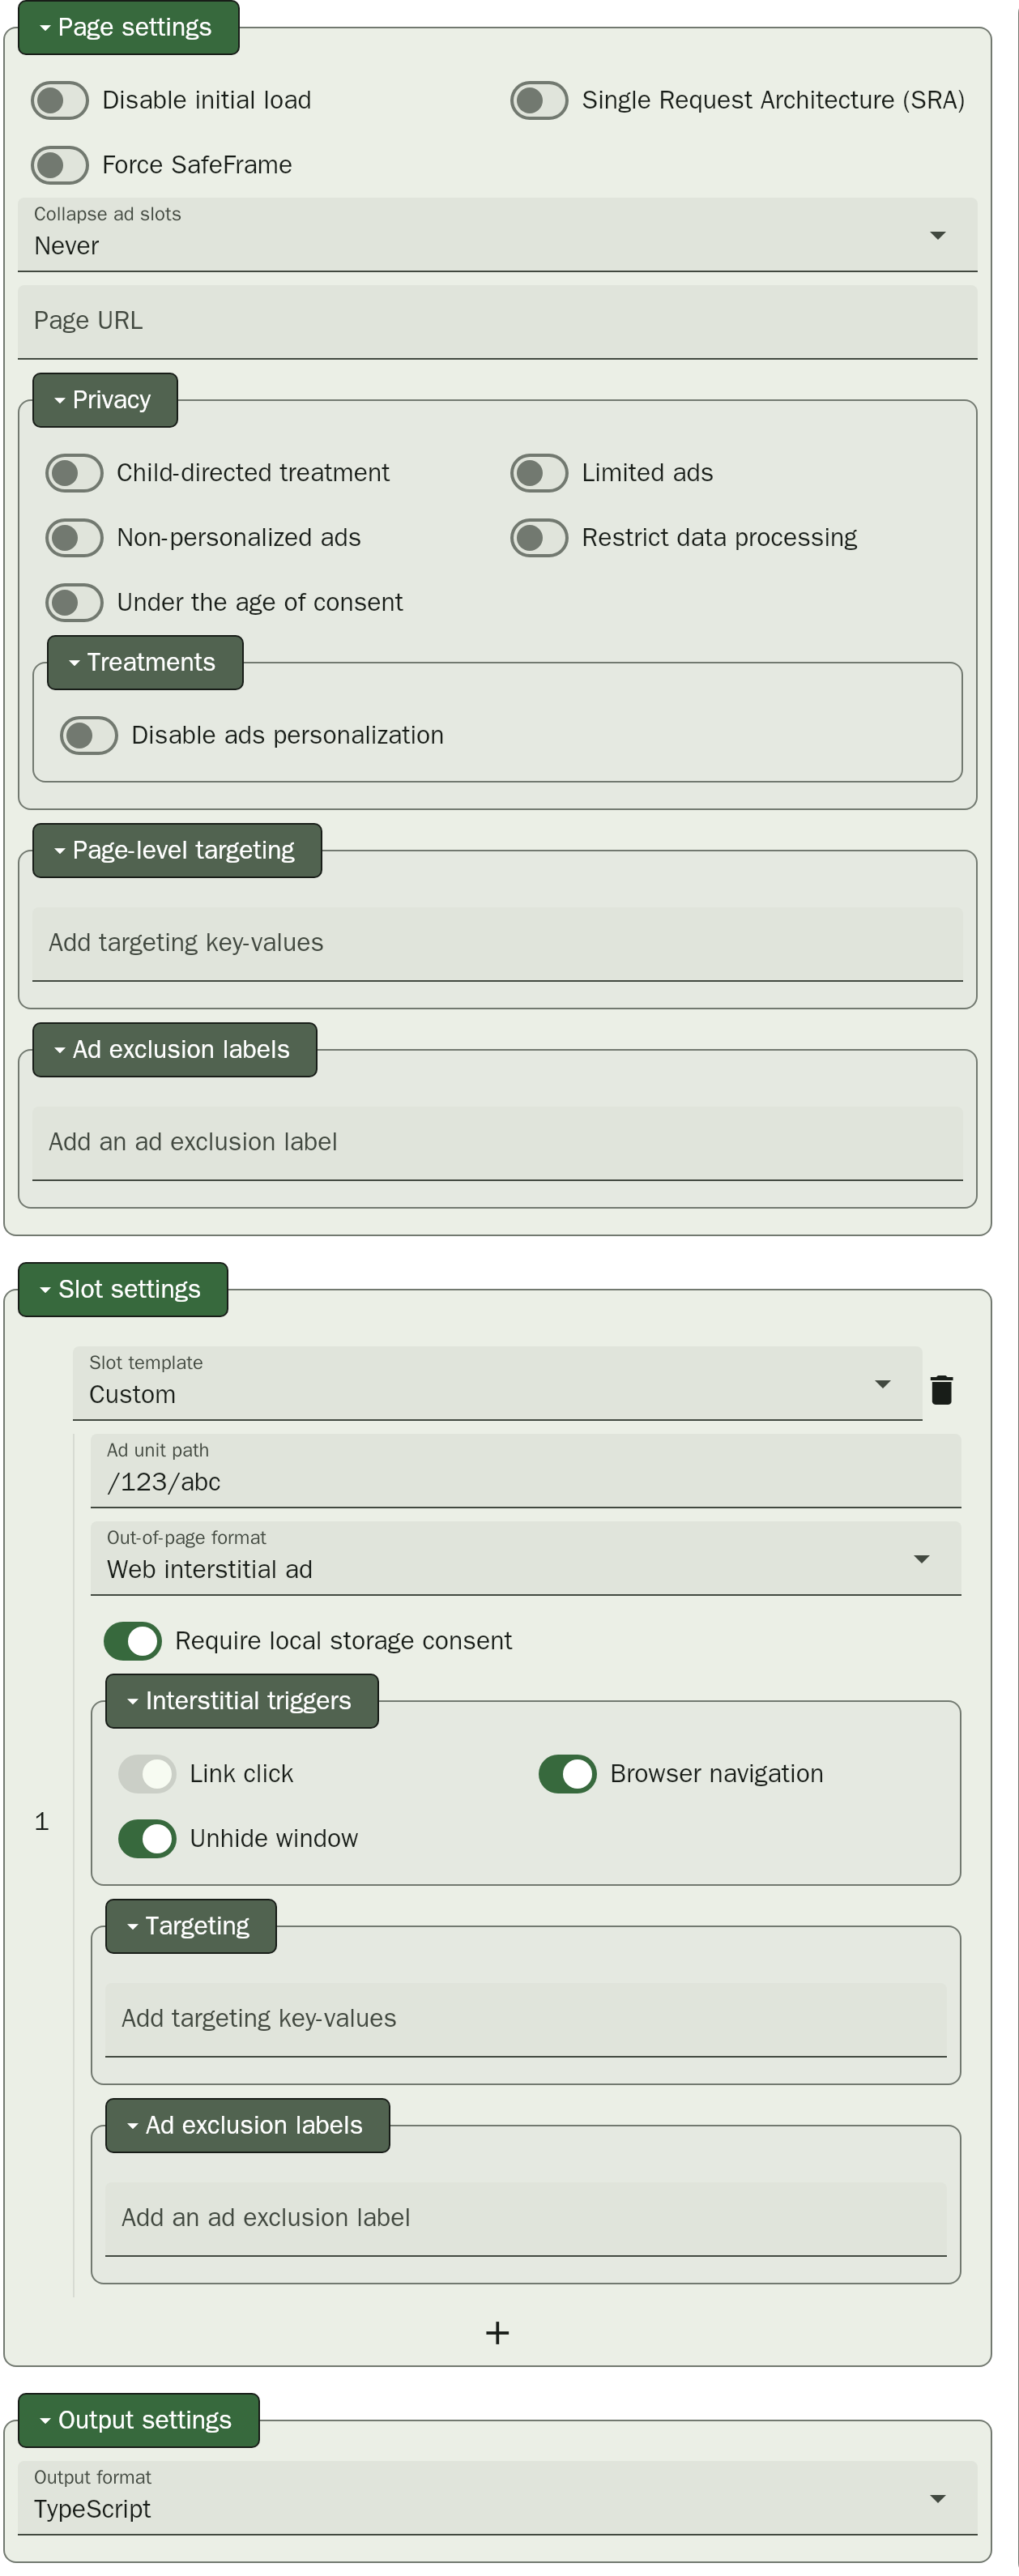 Page settings
Disable initial load
Single Request Architecture (SRA)
Force SafeFrame
Collapse ad slots
Never
Page URL
Privacy
Child-directed treatment
Limited ads
Non-personalized ads
Restrict data processing
Under the age of consent
Treatments
Disable ads personalization
Page-level targeting
Add targeting key-values
Ad exclusion labels
Add an ad exclusion label
Slot settings
Slot template
Custom
Ad unit path
/123/abc
Out-of-page format
Web interstitial ad
Require local storage consent
Interstitial triggers
Link click
Browser navigation
1
Unhide window
Targeting
Add targeting key-values
Ad exclusion labels
Add an ad exclusion label
+
Output settings
Output format
TypeScript